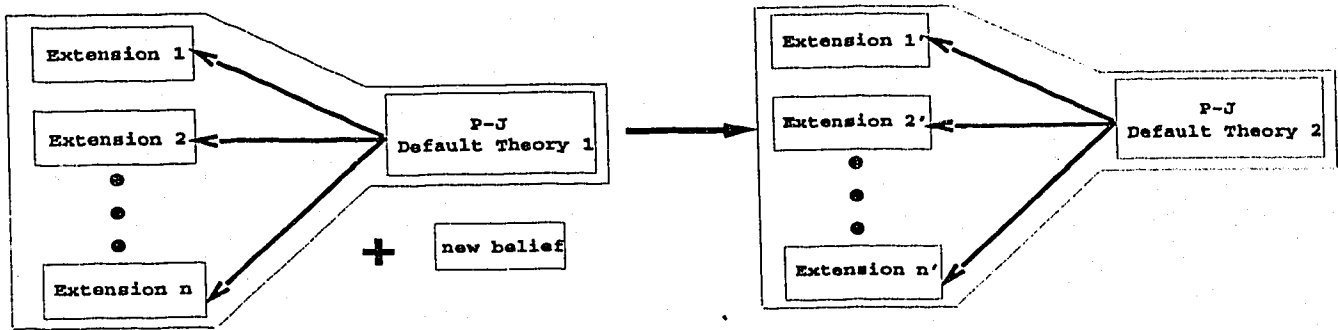 Extension 1
Extension 2
Extension n
P-J
Default Theory 1
+
new belief
Extension 1'
Extension 2'
Extension n'
P-J
Default Theory 2